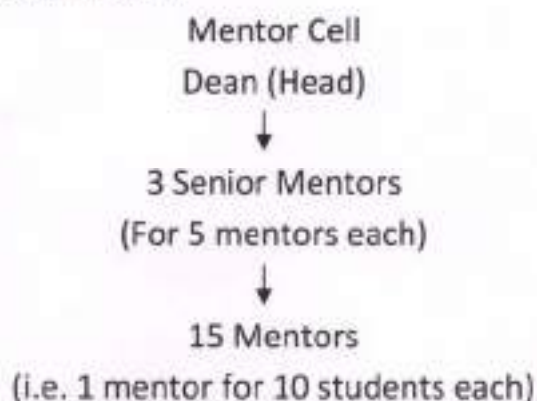 Mentor Cell
Dean (Head)
3 Senior Mentors
(For 5 mentors each)
15 Mentors
(i.e. 1 mentor for 10 students each)